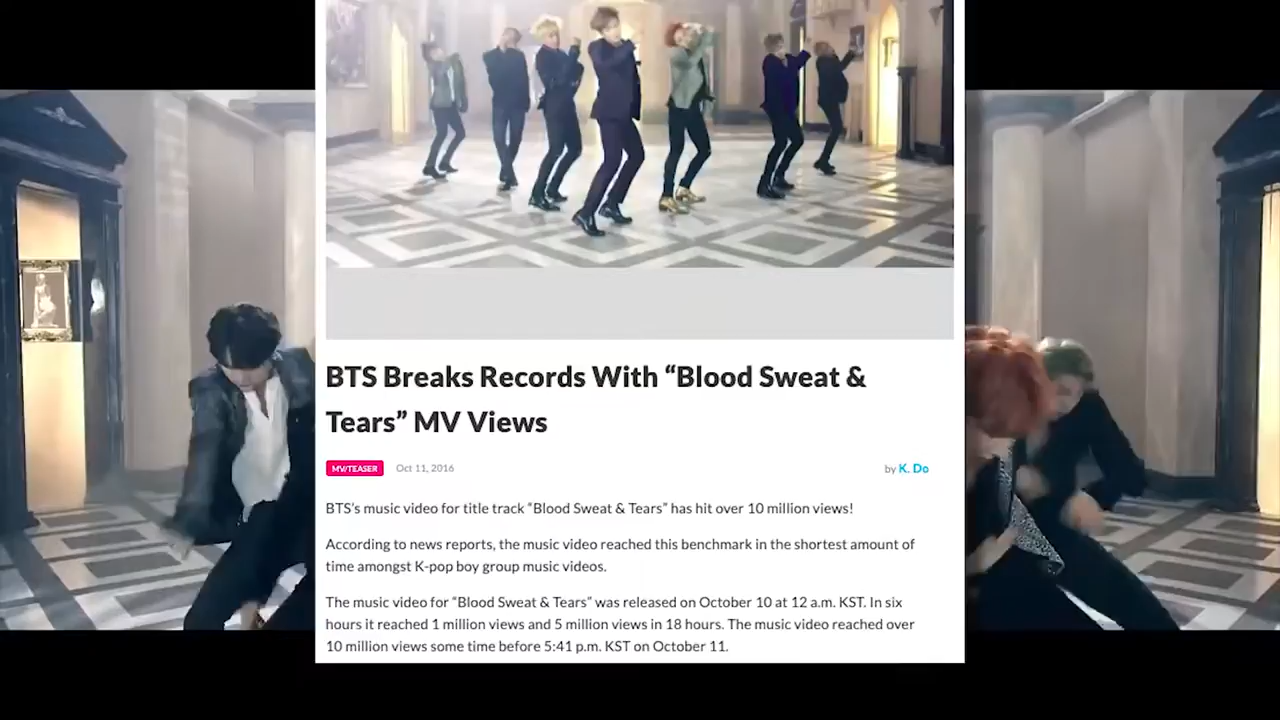 BTS Breaks Records With “Blood Sweat &
Tears” MV Views
MV/TEASER Oct 11, 2016 by K. Do
BTS’s music video for title track “Blood Sweat & Tears” has hit over 10 million views!
According to news reports, the music video reached this benchmark in the shortest amount of
time amongst K-pop boy group music videos.
The music video for “Blood Sweat & Tears” was released on October 10 at 12 a.m. KST. In six
hours it reached 1 million views and 5 million views in 18 hours. The music video reached over
10 million views some time before 5:41 p.m. KST on October 11.